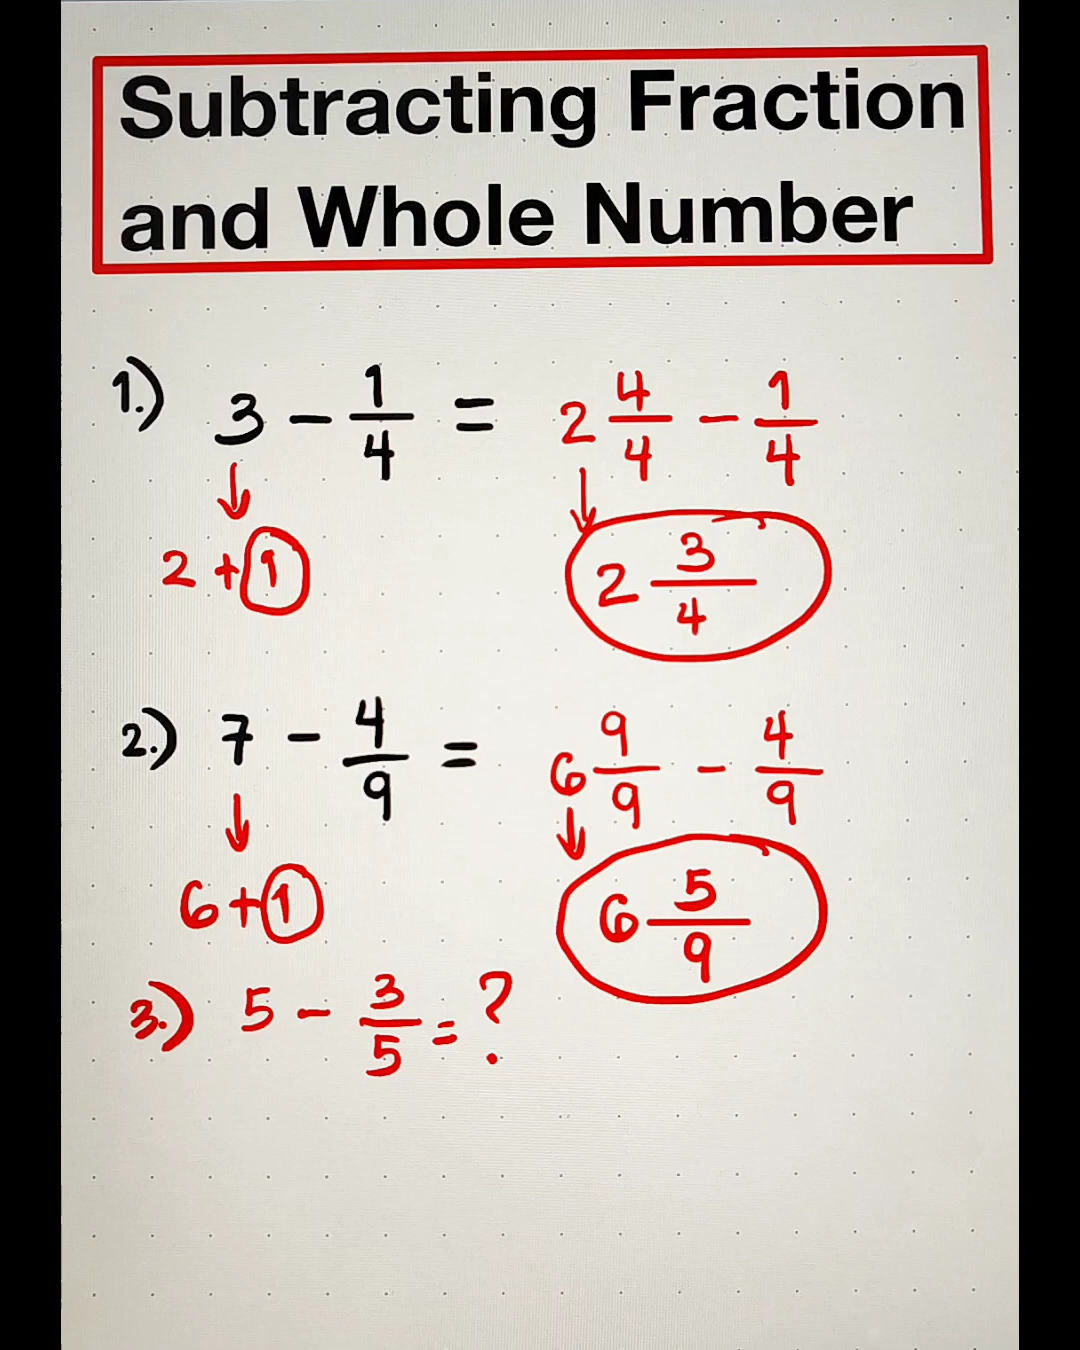 Subtracting Fraction
and Whole Number
1.) 3 - 1/4 = 2 4/4 - 1/4
2 + 1
2 3/4
2.) 7 - 4/9 = 6 9/9 - 4/9
6 + 1
6 5/9
3.) 5 - 3/5 = ?